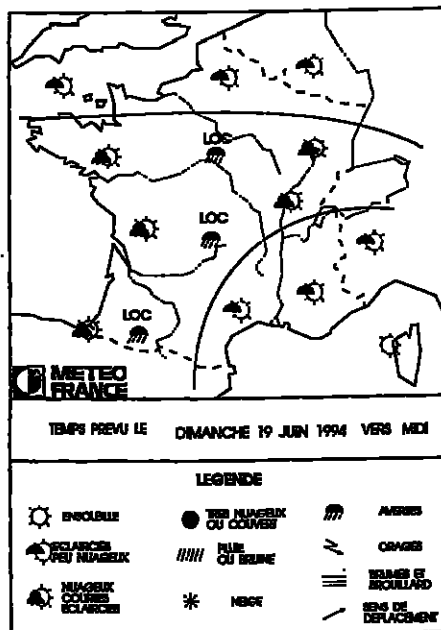 LOC
LOC
LOC
METEO
FRANCE
TEMPS PREVU LE DIMANCHE 19 JUIN 1994 VERS MIDI
LEGENDE
ENSOLEILLE
TRES NUAGEUX
OU COUVERT
AVERSES
ECLAIRCIES
PEU NUAGEUX
PLUIE
OU BRUINE
ORAGES
NUAGEUX
COURTES
ECLAIRCIES
NEIGE
BRUMES ET
BROUILLARD
SENS DE
DEPLACEMENT